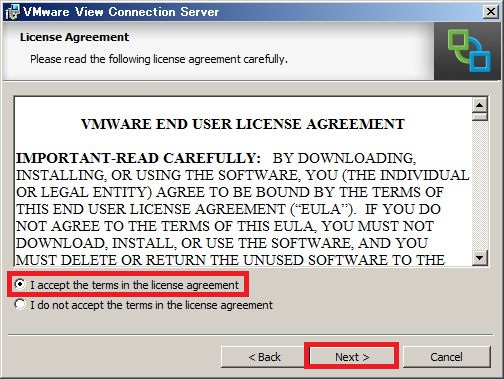 VMware View Connection Server
License Agreement
Please read the following license agreement carefully.
VMWARE END USER LICENSE AGREEMENT
IMPORTANT-READ CAREFULLY: BY DOWNLOADING,
INSTALLING, OR USING THE SOFTWARE, YOU (THE INDIVIDUAL
OR LEGAL ENTITY) AGREE TO BE BOUND BY THE TERMS OF
THIS END USER LICENSE AGREEMENT (“EULA”). IF YOU DO
NOT AGREE TO THE TERMS OF THIS EULA, YOU MUST NOT
DOWNLOAD, INSTALL, OR USE THE SOFTWARE, AND YOU
MUST DELETE OR RETURN THE UNUSED SOFTWARE TO THE
I accept the terms in the license agreement
I do not accept the terms in the license agreement
< Back Next > Cancel